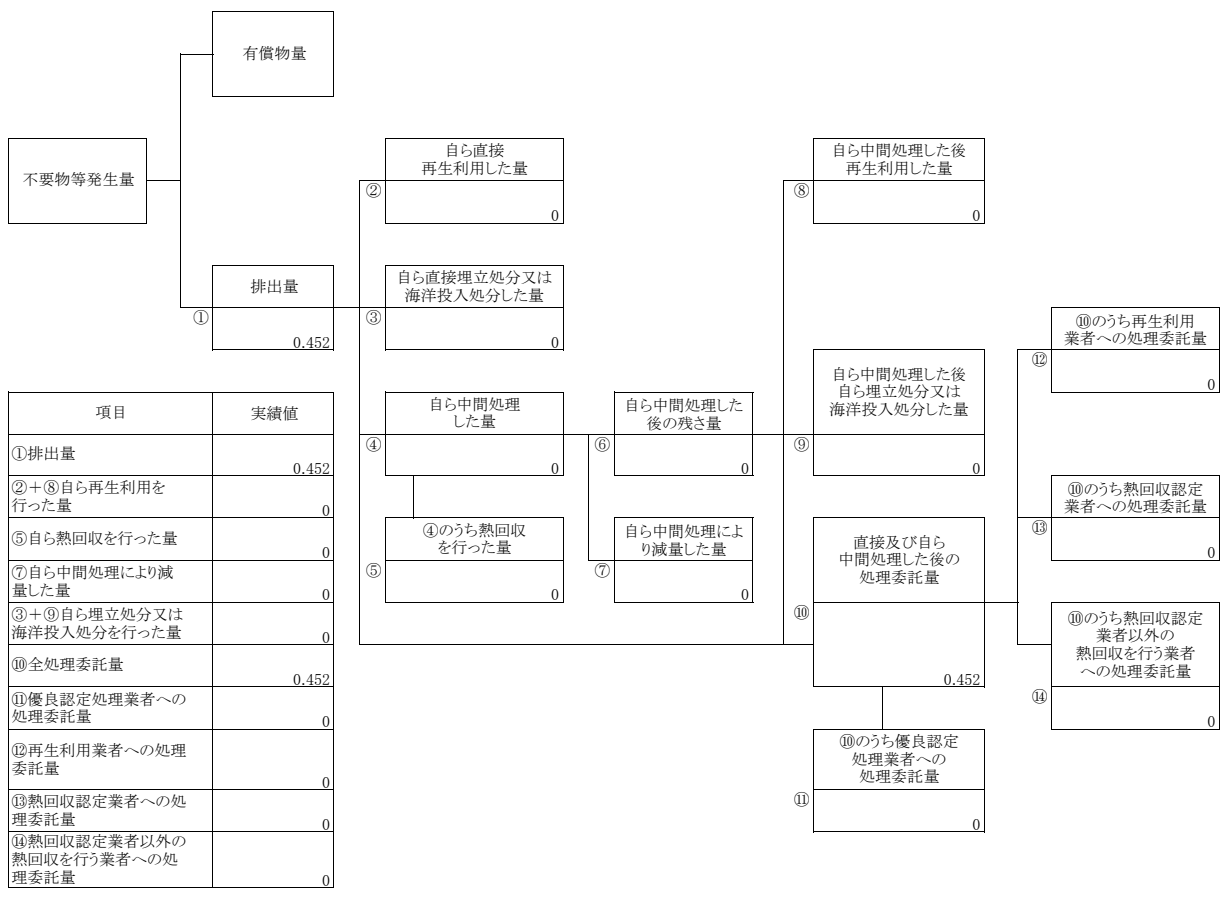 有償物量
不要物等発生量
自ら直接
再生利用した量
②
0
自ら中間処理した後
再生利用した量
⑧
0
排出量
①
0.452
自ら直接埋立処分又は
海洋投入処分した量
③
0
⑩のうち再生利用
業者への処理委託量
⑫
0
自ら中間処理
した量
④
0
自ら中間処理した
後の残さ量
⑥
0
自ら中間処理した後
自ら埋立処分又は
海洋投入処分した量
⑨
0
⑩のうち熱回収認定
業者への処理委託量
⑬
0
④のうち熱回収
を行った量
⑤
0
自ら中間処理によ
り減量した量
⑦
0
直接及び自ら
中間処理した後の
処理委託量
⑩
0.452
⑩のうち熱回収認定
業者以外の
熱回収を行う業者
への処理委託量
⑭
0
⑩のうち優良認定
処理業者への
処理委託量
⑪
0
項目 実績値
①排出量
0.452
②+⑧自ら再生利用を
行った量
0
⑤自ら熱回収を行った量
0
⑦自ら中間処理により減
量した量
0
③+⑨自ら埋立処分又は
海洋投入処分を行った量
0
⑩全処理委託量
0.452
⑪優良認定処理業者への
処理委託量
0
⑫再生利用業者への処理
委託量
0
⑬熱回収認定業者への処
理委託量
0
⑭熱回収認定業者以外の
熱回収を行う業者への処
理委託量
0